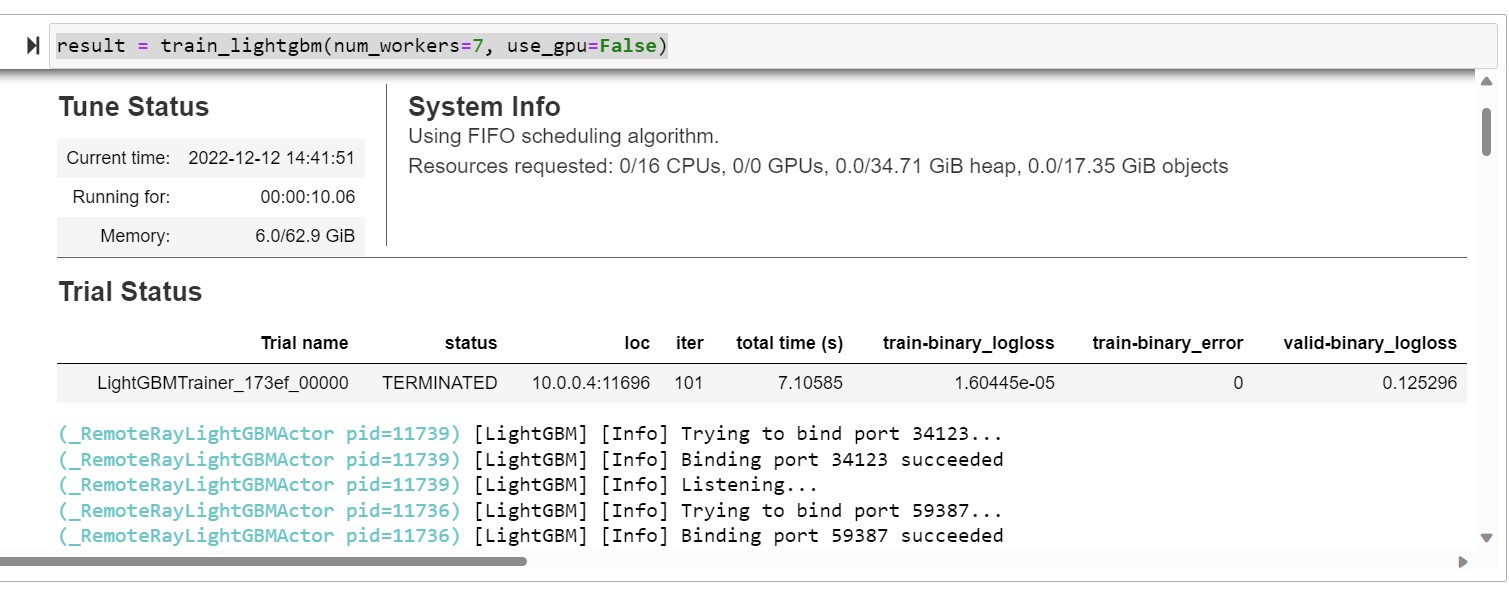 result = train_lightgbm(num_workers=7, use_gpu=False)
Tune Status
Current time: 2022-12-12 14:41:51
Running for: 00:00:10.06
Memory: 6.0/62.9 GiB
System Info
Using FIFO scheduling algorithm.
Resources requested: 0/16 CPUs, 0/0 GPUs, 0.0/34.71 GiB heap, 0.0/17.35 GiB objects
Trial Status
Trial name status loc iter total time (s) train-binary_logloss train-binary_error valid-binary_logloss
LightGBMTrainer_173ef_00000 TERMINATED 10.0.0.4:11696 101 7.10585 1.60445e-05 0 0.125296
(_RemoteRayLightGBMActor pid=11739) [LightGBM] [Info] Trying to bind port 34123...
(_RemoteRayLightGBMActor pid=11739) [LightGBM] [Info] Binding port 34123 succeeded
(_RemoteRayLightGBMActor pid=11739) [LightGBM] [Info] Listening...
(_RemoteRayLightGBMActor pid=11736) [LightGBM] [Info] Trying to bind port 59387...
(_RemoteRayLightGBMActor pid=11736) [LightGBM] [Info] Binding port 59387 succeeded